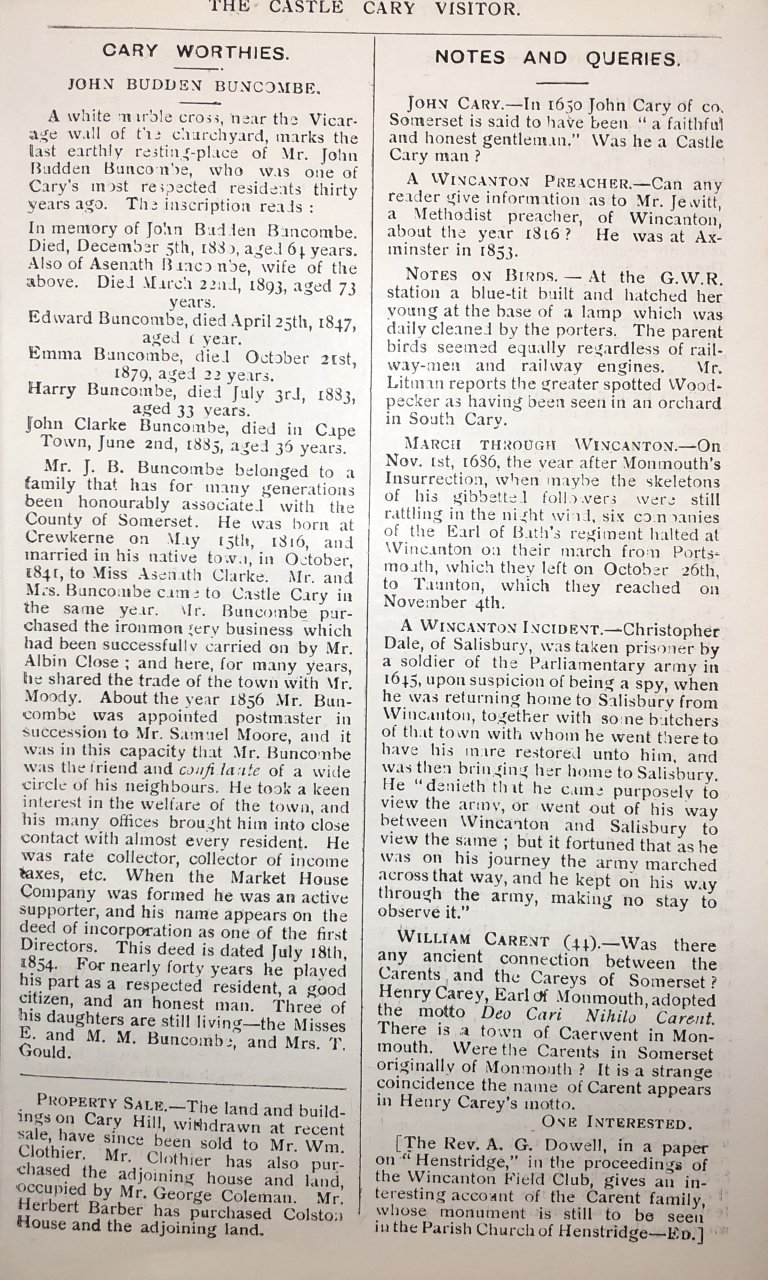 THE CASTLE CARY VISITOR.
CARY WORTHIES.
JOHN BUDDEN BUNCOMBE.
A white marble cross, near the Vicar-
age wall of the churchyard, marks the
last earthly resting-place of Mr. John
Budden Buncombe, who was one of
Cary's most respected residents thirty
years ago. The inscription reads :
In memory of John Budden Buncombe.
Died, December 5th, 1880, aged 64 years.
Also of Asenath Buncombe, wife of the
above. Died March 22nd, 1893, aged 73
years.
Edward Buncombe, died April 25th, 1847,
aged 1 year.
Emma Buncombe, died October 21st,
1879, aged 22 years.
Harry Buncombe, died July 3rd, 1883,
aged 33 years.
John Clarke Buncombe, died in Cape
Town, June 2nd, 1885, aged 36 years.
Mr. J. B. Buncombe belonged to a
family that has for many generations
been honourably associated with the
County of Somerset. He was born at
Crewkerne on May 15th, 1816, and
married in his native town, in October,
1841, to Miss Asenath Clarke. Mr. and
Mrs. Buncombe came to Castle Cary in
the same year. Mr. Buncombe pur-
chased the ironmongery business which
had been successfully carried on by Mr.
Albin Close ; and here, for many years,
he shared the trade of the town with Mr.
Moody. About the year 1856 Mr. Bun-
combe was appointed postmaster in
succession to Mr. Samuel Moore, and it
was in this capacity that Mr. Buncombe
was the friend and confidante of a wide
circle of his neighbours. He took a keen
interest in the welfare of the town, and
his many offices brought him into close
contact with almost every resident. He
was rate collector, collector of income
taxes, etc. When the Market House
Company was formed he was an active
supporter, and his name appears on the
deed of incorporation as one of the first
Directors. This deed is dated July 18th,
1854. For nearly forty years he played
his part as a respected resident, a good
citizen, and an honest man. Three of
his daughters are still living—the Misses
E. and M. M. Buncombe, and Mrs. T.
Gould.
PROPERTY SALE.—The land and build-
ings on Cary Hill, withdrawn at recent
sale, have since been sold to Mr. Wm.
Clothier. Mr. Clothier has also pur-
chased the adjoining house and land,
occupied by Mr. George Coleman. Mr.
Herbert Barber has purchased Colston
House and the adjoining land.
NOTES AND QUERIES.
JOHN CARY.—In 1650 John Cary of co.
Somerset is said to have been " a faithful
and honest gentleman." Was he a Castle
Cary man ?
A WINCANTON PREACHER.—Can any
reader give information as to Mr. Jewitt,
a Methodist preacher, of Wincanton,
about the year 1816 ? He was at Ax-
minster in 1853.
NOTES ON BIRDS. — At the G.W.R.
station a blue-tit built and hatched her
young at the base of a lamp which was
daily cleaned by the porters. The parent
birds seemed equally regardless of rail-
way-men and railway engines. Mr.
Litman reports the greater spotted Wood-
pecker as having been seen in an orchard
in South Cary.
MARCH THROUGH WINCANTON.—On
Nov. 1st, 1686, the year after Monmouth's
Insurrection, when maybe the skeletons
of his gibbetted followers were still
rattling in the night wind, six companies
of the Earl of Bath's regiment halted at
Wincanton on their march from Ports-
mouth, which they left on October 26th,
to Taunton, which they reached on
November 4th.
A WINCANTON INCIDENT.—Christopher
Dale, of Salisbury, was taken prisoner by
a soldier of the Parliamentary army in
1645, upon suspicion of being a spy, when
he was returning home to Salisbury from
Wincanton, together with some butchers
of that town with whom he went there to
have his mare restored unto him, and
was then bringing her home to Salisbury.
He "denieth that he came purposely to
view the army, or went out of his way
between Wincanton and Salisbury to
view the same ; but it fortuned that as he
was on his journey the army marched
across that way, and he kept on his way
through the army, making no stay to
observe it."
WILLIAM CARENT (44).—Was there
any ancient connection between the
Carents and the Careys of Somerset ?
Henry Carey, Earl of Monmouth, adopted
the motto Deo Cari Nihilo Carent.
There is a town of Caerwent in Mon-
mouth. Were the Carents in Somerset
originally of Monmouth ? It is a strange
coincidence the name of Carent appears
in Henry Carey's motto.
ONE INTERESTED.
[The Rev. A. G. Dowell, in a paper
on " Henstridge," in the proceedings of
the Wincanton Field Club, gives an in-
teresting account of the Carent family,
whose monument is still to be seen
in the Parish Church of Henstridge—ED.]